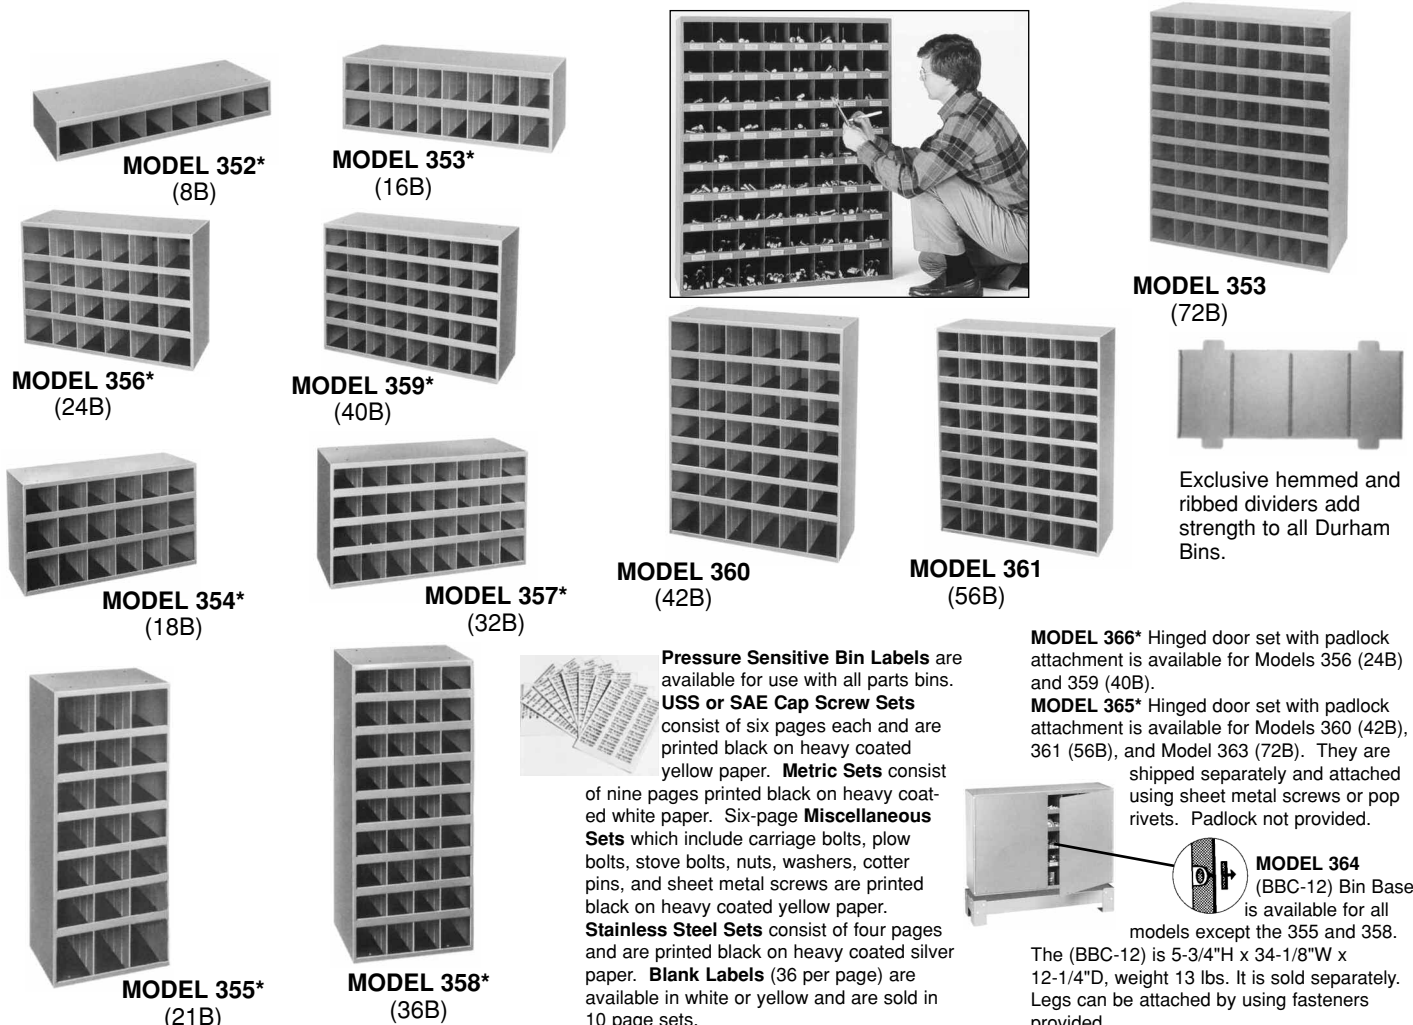 MODEL 352*
(8B)
MODEL 353*
(16B)
MODEL 353
(72B)
MODEL 356*
(24B)
MODEL 359*
(40B)
MODEL 360
(42B)
MODEL 361
(56B)
Exclusive hemmed and
ribbed dividers add
strength to all Durham
Bins.
MODEL 354*
(18B)
MODEL 357*
(32B)
MODEL 355*
(21B)
MODEL 358*
(36B)
Pressure Sensitive Bin Labels are
available for use with all parts bins.
USS or SAE Cap Screw Sets
consist of six pages each and are
printed black on heavy coated
yellow paper. Metric Sets consist
of nine pages printed black on heavy coat-
ed white paper. Six-page Miscellaneous
Sets which include carriage bolts, plow
bolts, stove bolts, nuts, washers, cotter
pins, and sheet metal screws are printed
black on heavy coated yellow paper.
Stainless Steel Sets consist of four pages
and are printed black on heavy coated silver
paper. Blank Labels (36 per page) are
available in white or yellow and are sold in
10 page sets.
MODEL 366* Hinged door set with padlock
attachment is available for Models 356 (24B)
and 359 (40B).
MODEL 365* Hinged door set with padlock
attachment is available for Models 360 (42B),
361 (56B), and Model 363 (72B). They are
shipped separately and attached
using sheet metal screws or pop
rivets. Padlock not provided.
MODEL 364
(BBC-12) Bin Base
is available for all
models except the 355 and 358.
The (BBC-12) is 5-3/4"H x 34-1/8"W x
12-1/4"D, weight 13 lbs. It is sold separately.
Legs can be attached by using fasteners
provided.